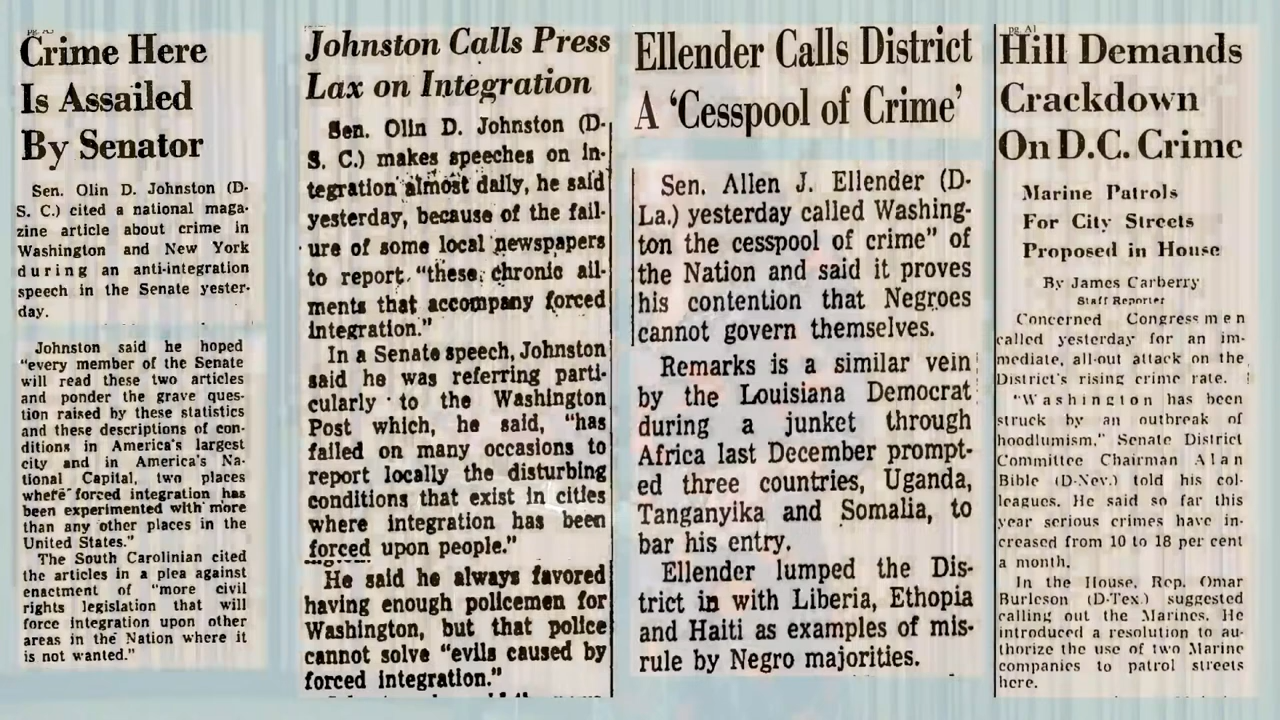 Crime Here
Is Assailed
By Senator
Sen. Olin D. Johnston (D-
S. C.) cited a national maga-
zine article about crime in
Washington and New York
during an anti-integration
speech in the Senate yester-
day.
Johnston said he hoped
"every member of the Senate
will read these two articles
and ponder the grave ques-
tion raised by these statistics
and these descriptions of con-
ditions in America's largest
city and in America's Na-
tional Capital, two places
where forced integration has
been experimented with more
than any other places in the
United States."
The South Carolinian cited
the articles in a plea against
enactment of "more civil
rights legislation that will
force integration upon other
areas in the Nation where it
is not wanted."
Johnston Calls Press
Lax on Integration
Sen. Olin D. Johnston (D-
S. C.) makes speeches on in-
tegration almost daily, he said
yesterday, because of the fail-
ure of some local newspapers
to report "these chronic ail-
ments that accompany forced
integration."
In a Senate speech, Johnston
said he was referring parti-
cularly to the Washington
Post which, he said, "has
failed on many occasions to
report locally the disturbing
conditions that exist in cities
where integration has been
forced upon people."
He said he always favored
having enough policemen for
Washington, but that police
cannot solve "evils caused by
forced integration."
Ellender Calls District
A 'Cesspool of Crime'
Sen. Allen J. Ellender (D-
La.) yesterday called Washing-
ton the cesspool of crime" of
the Nation and said it proves
his contention that Negroes
cannot govern themselves.
Remarks is a similar vein
by the Louisiana Democrat
during a junket through
Africa last December prompt-
ed three countries, Uganda,
Tanganyika and Somalia, to
bar his entry.
Ellender lumped the Dis-
trict in with Liberia, Ethopia
and Haiti as examples of mis-
rule by Negro majorities.
pg. A1
Hill Demands
Crackdown
On D.C. Crime
Marine Patrols
For City Streets
Proposed in House
By James Carberry
Staff Reporter
Concerned Congressmen
called yesterday for an im-
mediate, all-out attack on the
District's rising crime rate.
"Washington has been
struck by an outbreak of
hoodlumism," Senate District
Committee Chairman Alan
Bible (D-Nev.) told his col-
leagues. He said so far this
year serious crimes have in-
creased from 10 to 18 per cent
a month.
In the House, Rep. Omar
Burleson (D-Tex.) suggested
calling out the Marines. He
introduced a resolution to au-
thorize the use of two Marine
companies to patrol streets
here.